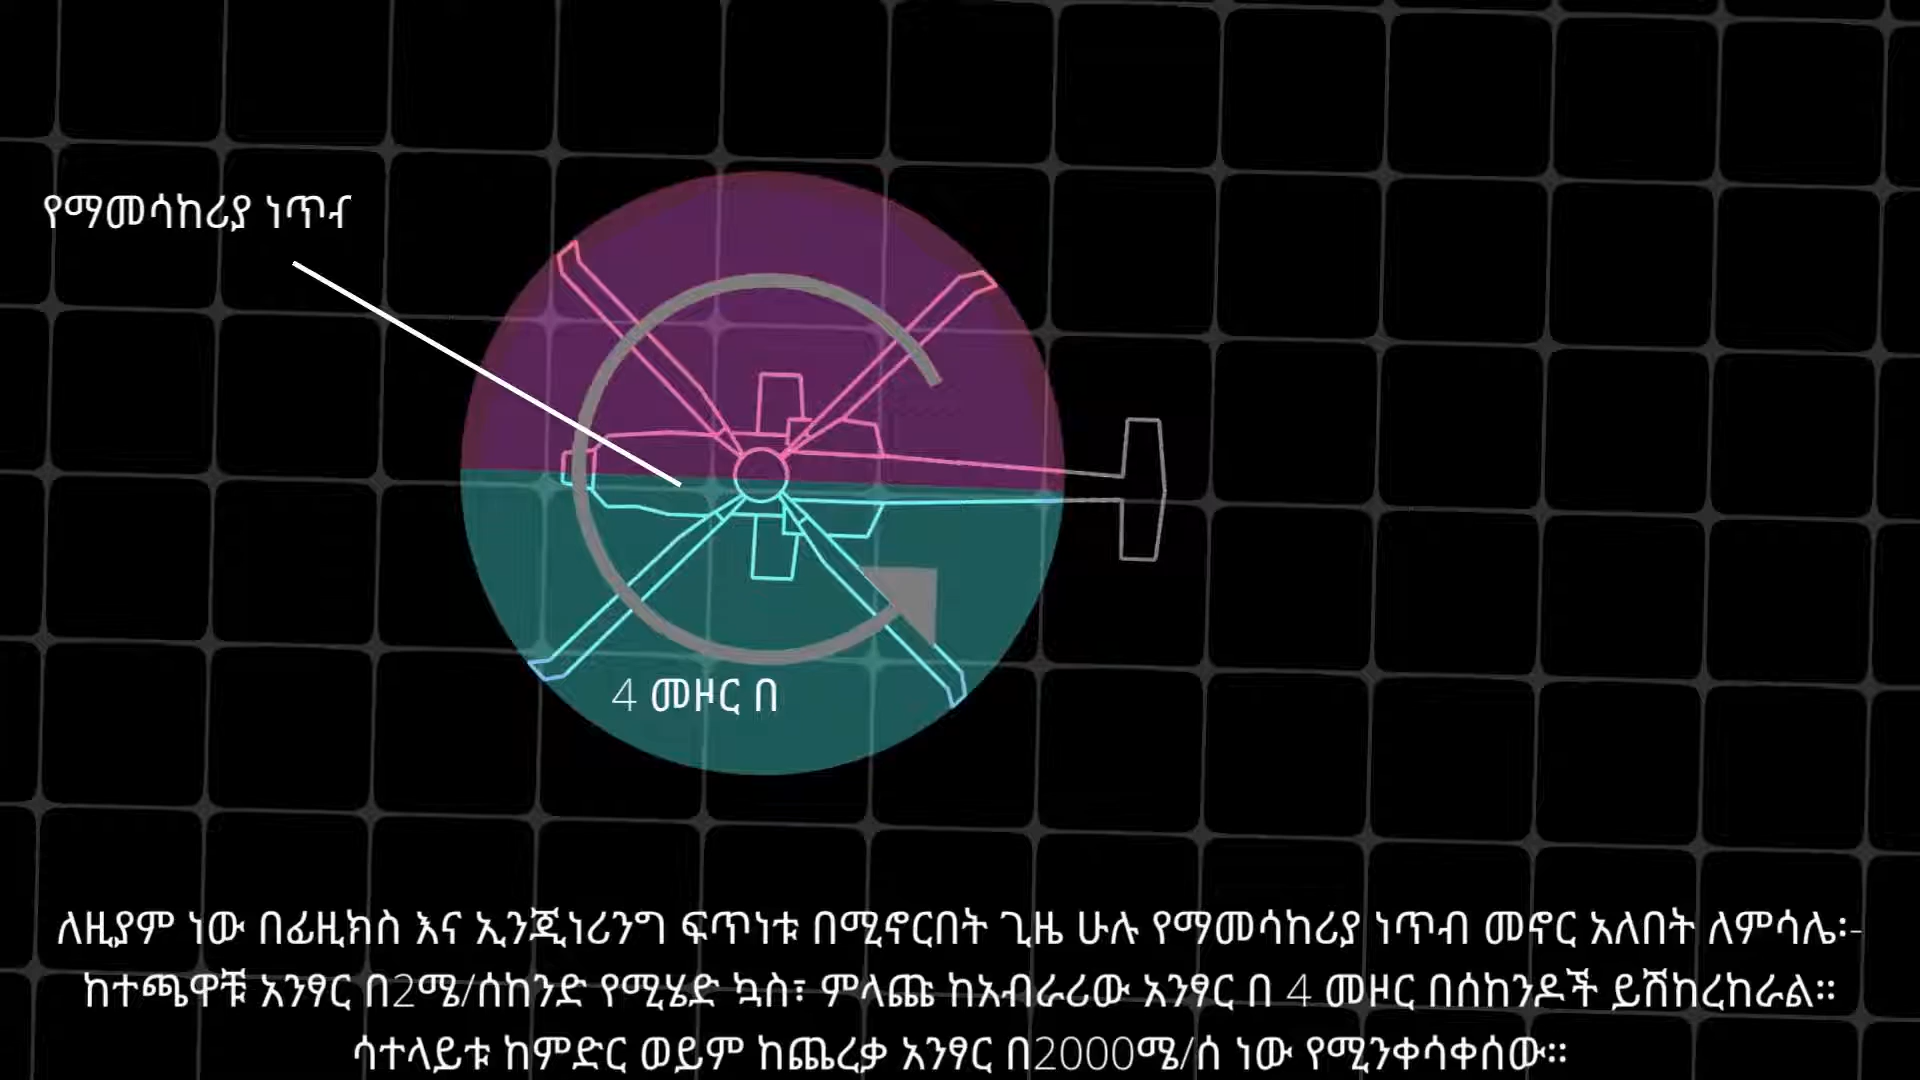 የማመሳከሪያ
4 መዞር በ
ለዚያም ነው በፊዚክስ እና ኢንጂነሪንግ ፍጥነቱ በሚኖርበት ጊዜ ሁሉ የማመሳከሪያ ነጥብ መኖር አለበት ለምሳሌ፡-
ከተጫዋቹ አንፃር በ2ሜ/ሰከንድ የሚሄድ ኳስ፣ ምላጩ ከአብራሪው አንፃር በ 4 መዞር በሰከንዶች ይሽከረከራል።
ሳተላይቱ ከምድር ወይም ከጨረቃ አንፃር በ2000ሜ/ሰ ነው የሚንቀሳቀሰው።